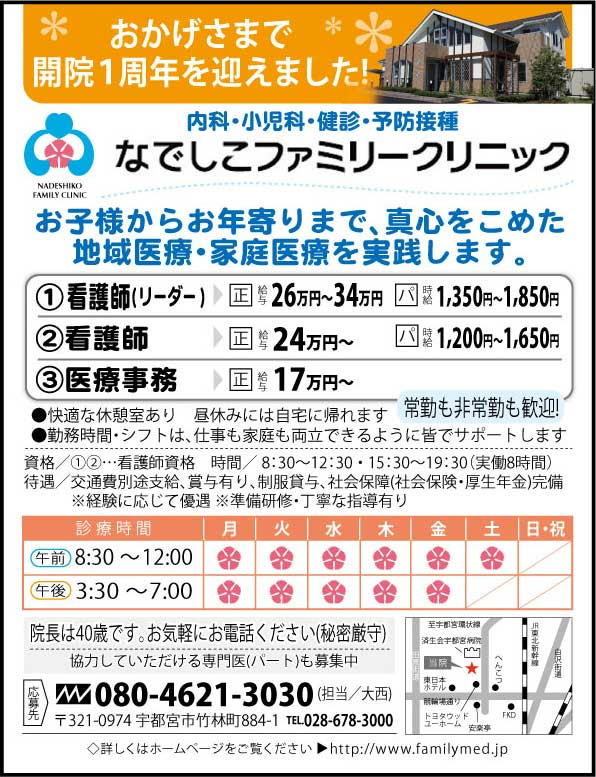 おかげさまで
開院1周年を迎えました!
内科・小児科・健診・予防接種
なでしこファミリークリニック
NADESHIKO
FAMILY CLINIC
お子様からお年寄りまで、真心をこめた
地域医療・家庭医療を実践します。
①看護師(リーダー) 正 給与 26万円〜34万円 パ 時給 1,350円〜1,850円
②看護師 正 給与 24万円〜 パ 時給 1,200円〜1,650円
③医療事務 正 給与 17万円〜
常勤も非常勤も歓迎!
●快適な休憩室あり 昼休みには自宅に帰れます
●勤務時間・シフトは、仕事も家庭も両立できるように皆でサポートします
資格/①②…看護師資格 時間/8:30〜12:30・15:30〜19:30(実働8時間)
待遇/交通費別途支給、賞与有り、制服貸与、社会保障(社会保険・厚生年金)完備
※経験に応じて優遇 ※準備研修・丁寧な指導有り
診療時間 月 火 水 木 金 土 日・祝
午前 8:30〜12:00
午後 3:30〜7:00
院長は40歳です。お気軽にお電話ください(秘密厳守)
協力していただける専門医(パート)も募集中
応募先 080-4621-3030(担当/大西)
〒321-0974 宇都宮市竹林町884-1 TEL.028-678-3000
至宇都宮環状線
済生会宇都宮病院
当院
東日本
ホテル
へんこつ
競輪場通り
トヨタウッド
ユーホーム
安楽亭
FKD
JR東北新幹線
白沢街道
◇詳しくはホームページをご覧ください ▶http://www.familymed.jp